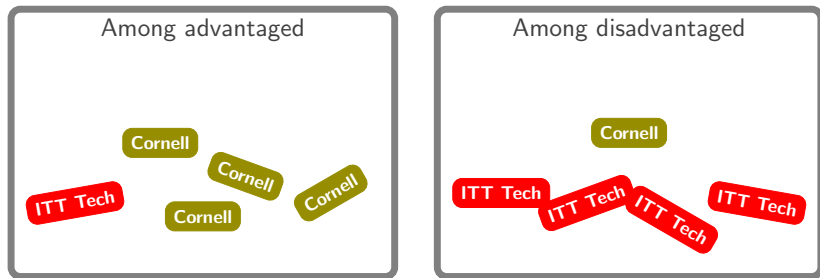 Among advantaged
Cornell
Cornell
Cornell
ITT Tech
Cornell
Among disadvantaged
Cornell
ITT Tech
ITT Tech
ITT Tech
ITT Tech